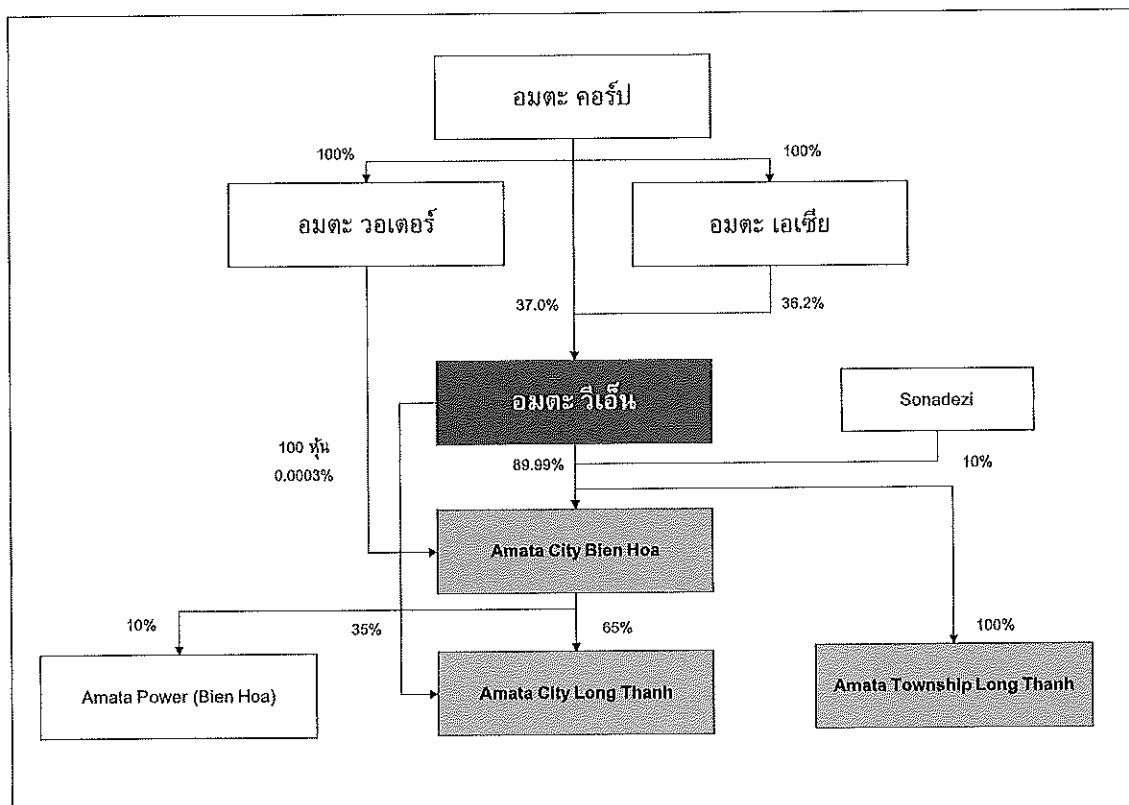 อมตะ คอร์ป
100%
100%
อมตะ วอเตอร์
อมตะ เอเซีย
37.0%
36.2%
อมตะ วีเอ็น
Sonadezi
100 หุ้น
0.0003%
89.99%
10%
Amata City Bien Hoa
10%
35%
65%
100%
Amata Power (Bien Hoa)
Amata City Long Thanh
Amata Township Long Thanh